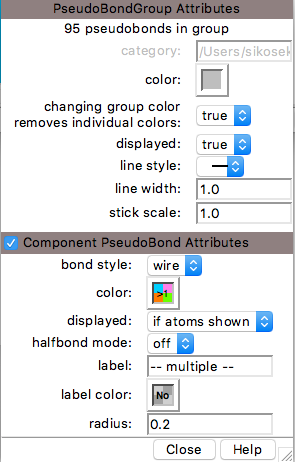 PseudoBondGroup Attributes
95 pseudobonds in group
category: /Users/sikosek
color:
changing group color
removes individual colors: true
displayed: true
line style:
line width: 1.0
stick scale: 1.0
Component PseudoBond Attributes
bond style: wire
color: >1
displayed: if atoms shown
halfbond mode: off
label: -- multiple --
label color: No
radius: 0.2
Close Help